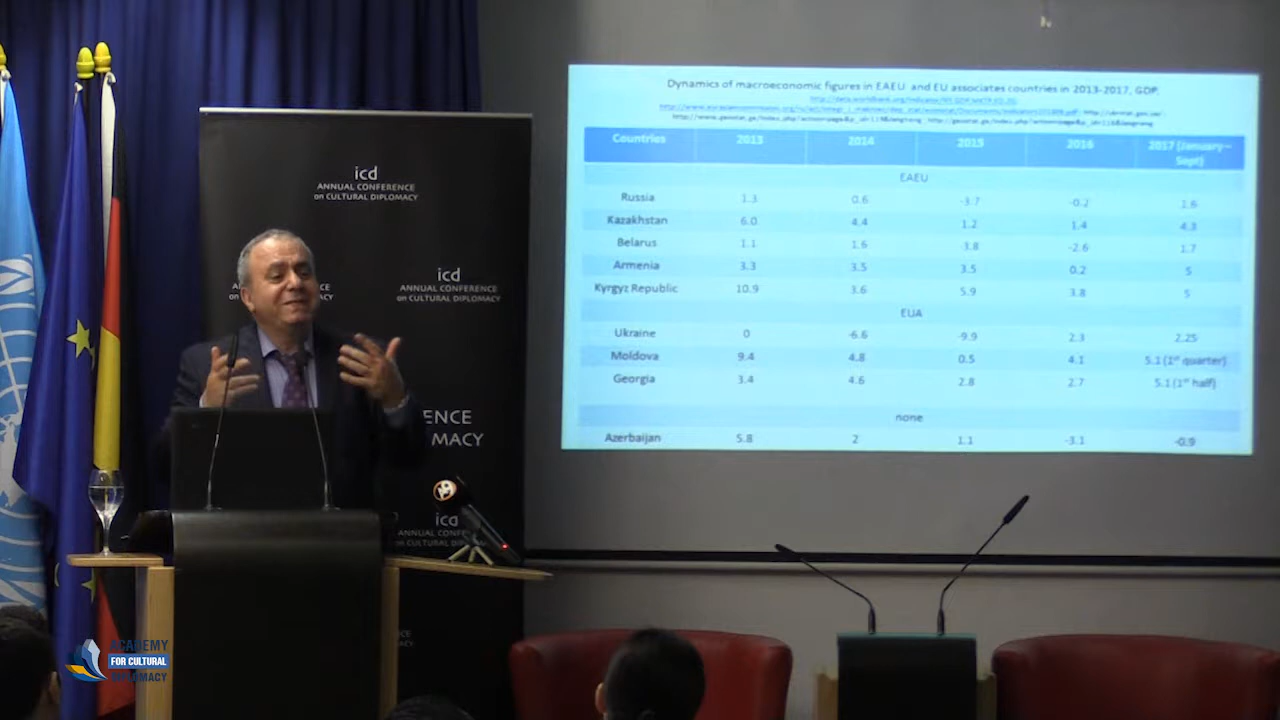 Dynamics of macroeconomic figures in EAEU and EU associates countries in 2013-2017, GDP,
Countries 2013 2014 2015 2016 2017 (January – Sept)
EAEU
Russia 1.3 0.6 -3.7 -0.2 1.6
Kazakhstan 6.0 4.4 1.2 1.4 4.3
Belarus 1.1 1.6 3.8 -2.6 1.7
Armenia 3.3 3.5 3.5 0.2 5
Kyrgyz Republic 10.9 3.6 5.9 3.8 5
EUA
Ukraine 0 -6.6 -9.9 2.3 2.25
Moldova 9.4 4.8 0.5 4.1 5.1 (1st quarter)
Georgia 3.4 4.6 2.8 2.7 5.1 (1st half)
none
Azerbaijan 5.8 2 1.1 -3.1 -0.9
icd
ANNUAL CONFERENCE
on CULTURAL DIPLOMACY
icd
ANNUAL CONFERENCE
on CULTURAL DIPLOMACY
ENCE
MACY
icd
ANNUAL CONFERENCE
on CULTURAL
ACADEMY
FOR CULTURAL
DIPLOMACY